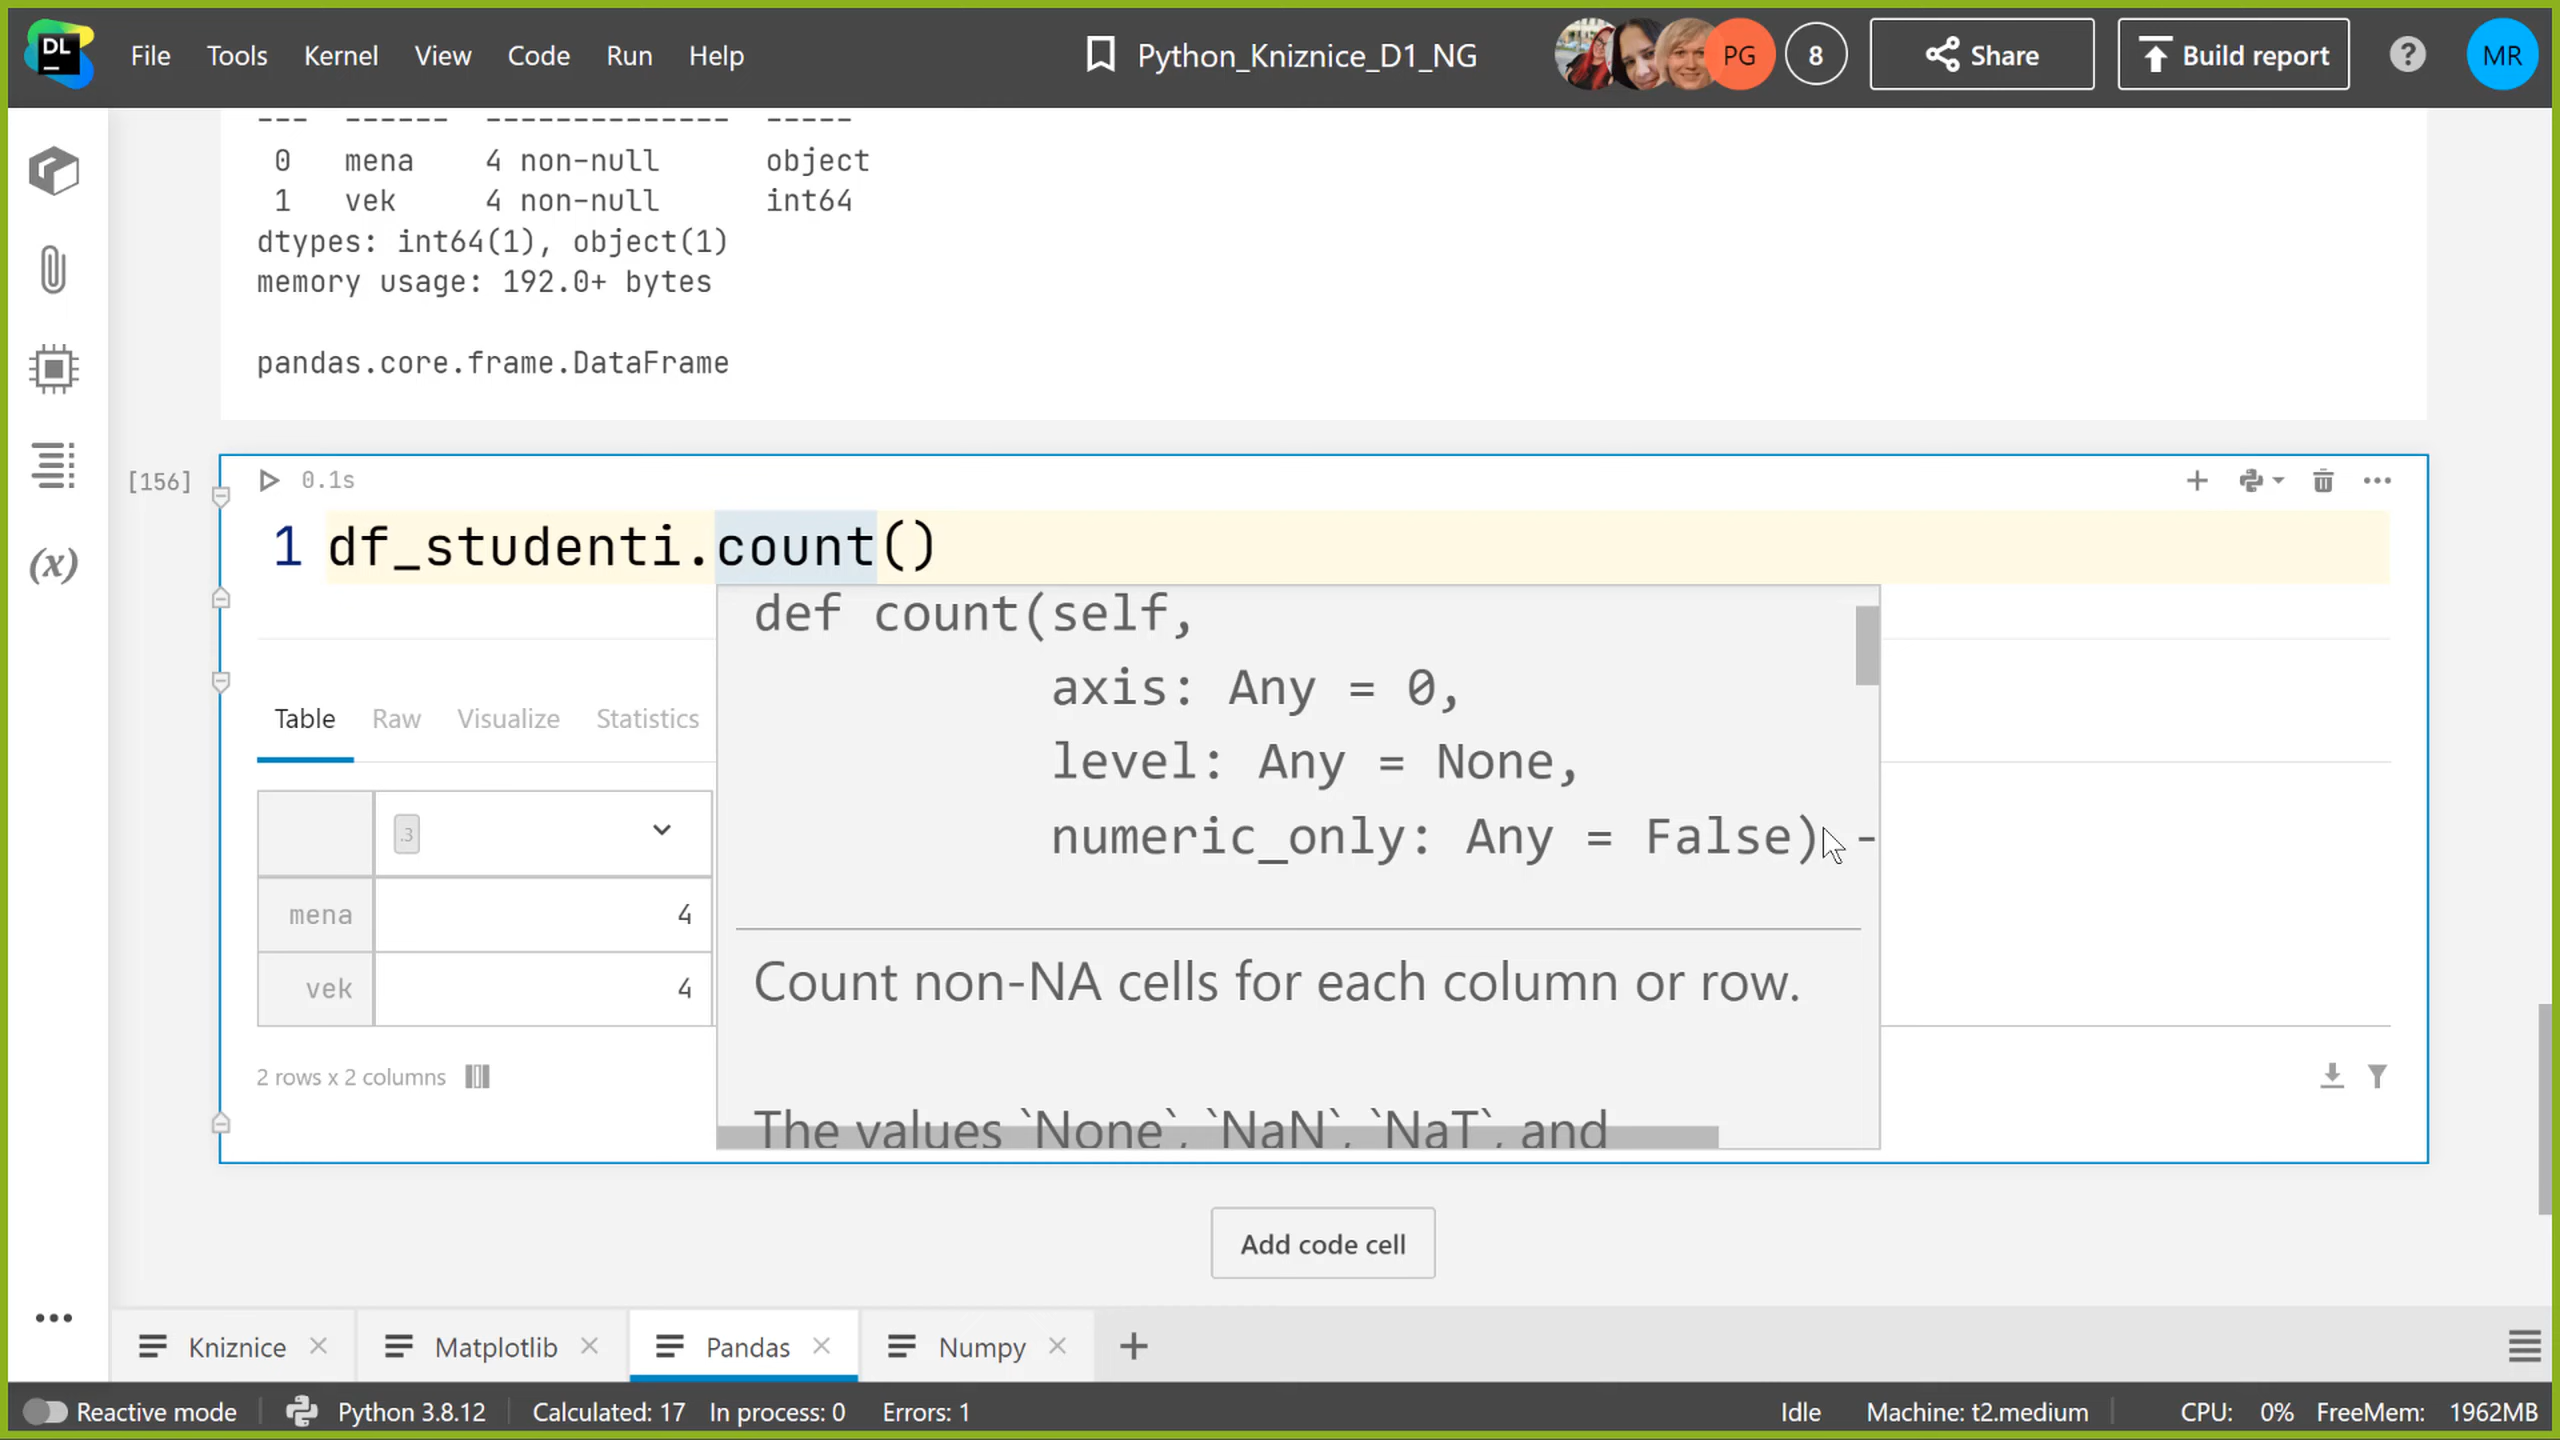 DL
File Tools Kernel View Code Run Help
Python_Kniznice_D1_NG
PG 8 Share Build report ? MR
--- ------ -------------- -----
0 mena 4 non-null object
1 vek 4 non-null int64
dtypes: int64(1), object(1)
memory usage: 192.0+ bytes
pandas.core.frame.DataFrame
[156] 0.1s
1 df_studenti.count()
def count(self,
axis: Any = 0,
level: Any = None,
numeric_only: Any = False) -
Count non-NA cells for each column or row.
The values `None`, `NaN`, `NaT`, and
(x)
Table Raw Visualize Statistics
.3
mena 4
vek 4
2 rows x 2 columns
Add code cell
Kniznice Matplotlib Pandas Numpy
Reactive mode Python 3.8.12 Calculated: 17 In process: 0 Errors: 1 Idle Machine: t2.medium CPU: 0% FreeMem: 1962MB